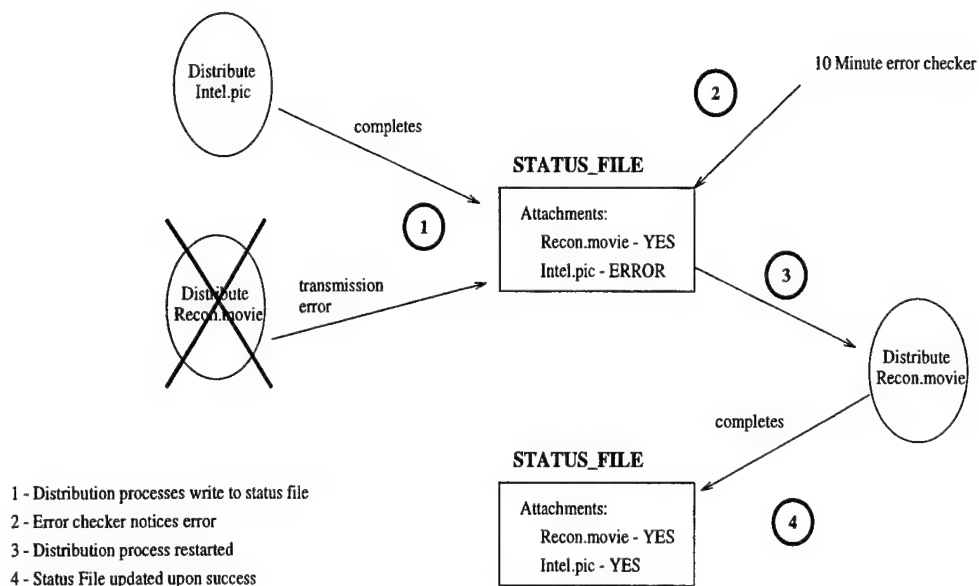 Distribute
Intel.pic
completes
10 Minute error checker
2
STATUS_FILE
Attachments:
Recon.movie - YES
Intel.pic - ERROR
1
Distribute
Recon.movie
transmission
error
3
Distribute
Recon.movie
completes
STATUS_FILE
Attachments:
Recon.movie - YES
Intel.pic - YES
4
1 - Distribution processes write to status file
2 - Error checker notices error
3 - Distribution process restarted
4 - Status File updated upon success